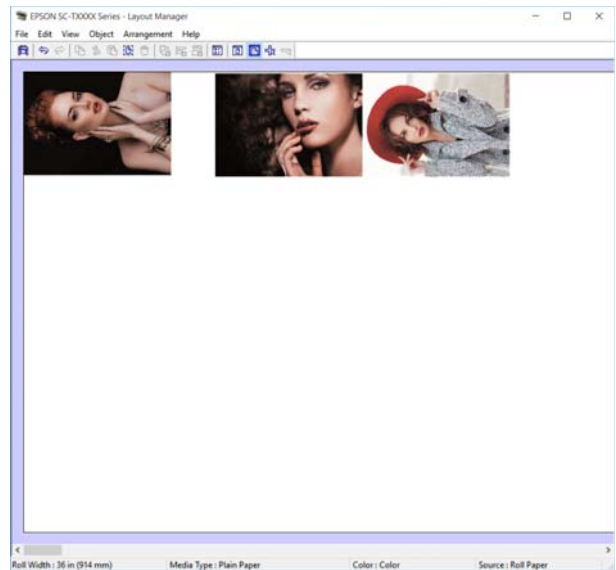 EPSON SC-TXXXX Series - Layout Manager
File Edit View Object Arrangement Help
Roll Width : 36 in (914 mm) Media Type : Plain Paper Color : Color Source : Roll Paper